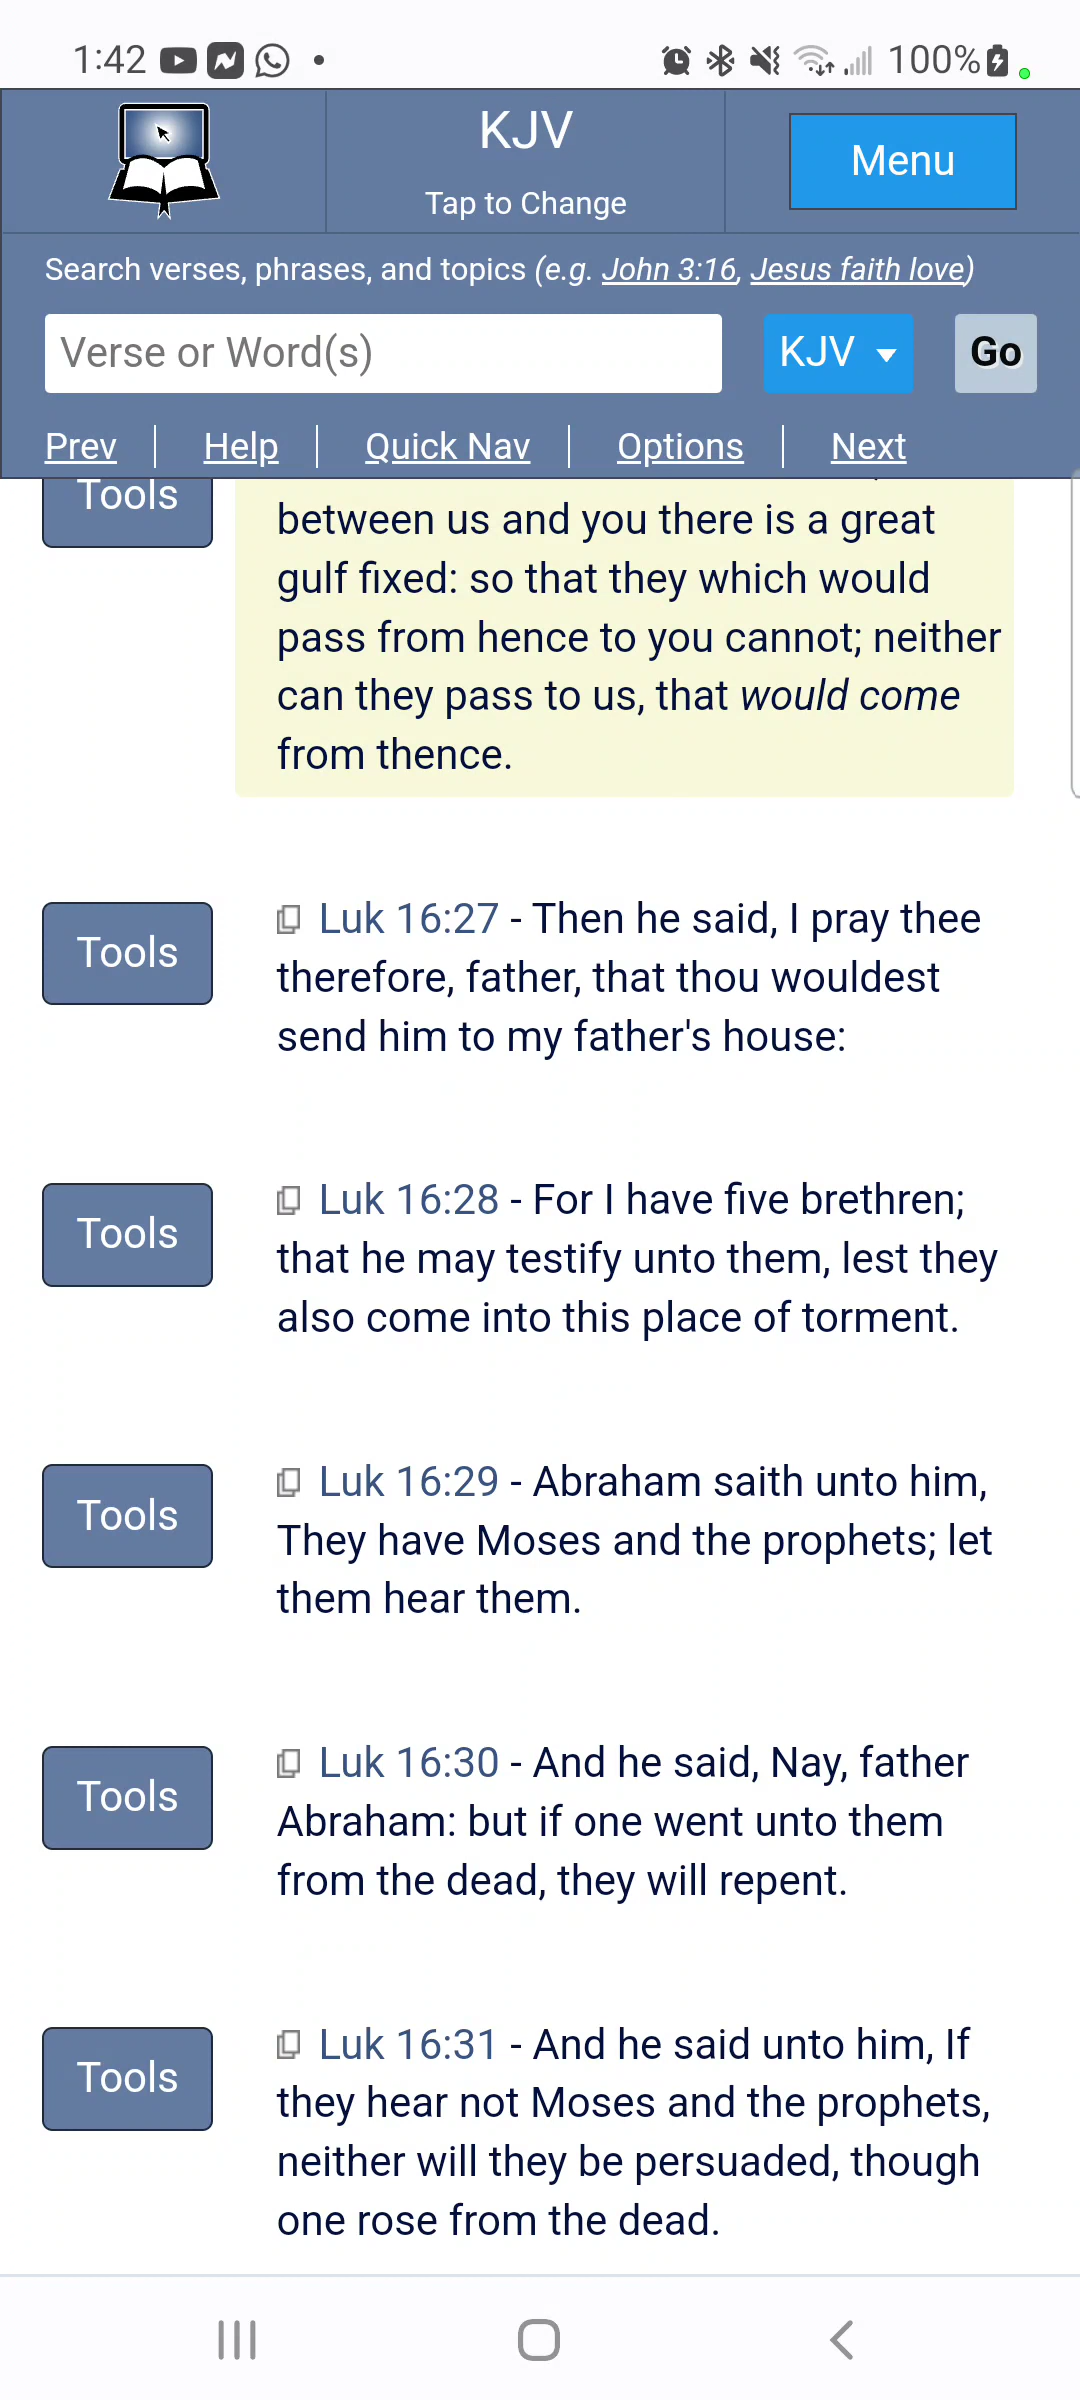 1:42
100%
KJV
Tap to Change
Menu
Search verses, phrases, and topics (e.g. John 3:16, Jesus faith love)
Verse or Word(s)
KJV
Go
Prev
Help
Quick Nav
Options
Next
Tools
between us and you there is a great
gulf fixed: so that they which would
pass from hence to you cannot; neither
can they pass to us, that would come
from thence.
Tools
Luk 16:27 - Then he said, I pray thee
therefore, father, that thou wouldest
send him to my father's house:
Tools
Luk 16:28 - For I have five brethren;
that he may testify unto them, lest they
also come into this place of torment.
Tools
Luk 16:29 - Abraham saith unto him,
They have Moses and the prophets; let
them hear them.
Tools
Luk 16:30 - And he said, Nay, father
Abraham: but if one went unto them
from the dead, they will repent.
Tools
Luk 16:31 - And he said unto him, If
they hear not Moses and the prophets,
neither will they be persuaded, though
one rose from the dead.